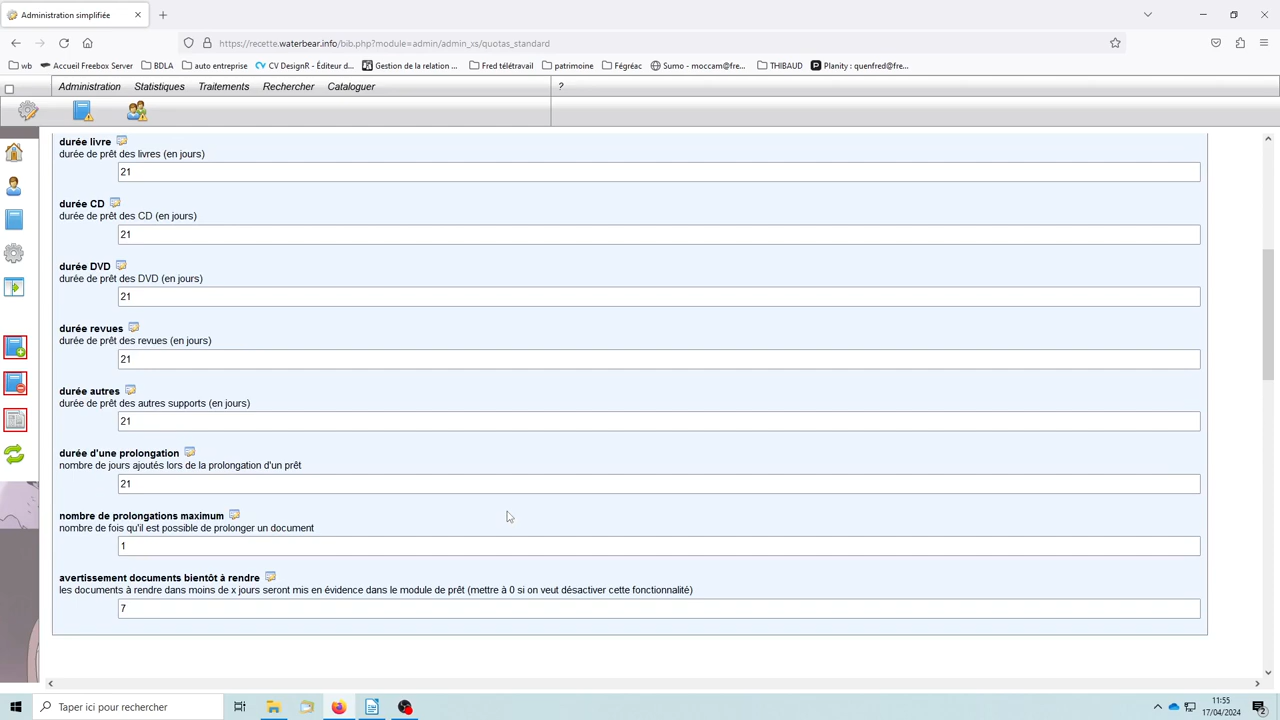 Administration simplifiée
https://recette.waterbear.info/bib.php?module=admin/admin_xs/quotas_standard
wb Accueil Freebox Server BDLA auto entreprise CV DesignR - Éditeur d... Gestion de la relation ... Fred télétravail patrimoine Fégréac Sumo - moccam@fre... THIBAUD Planity : quenfred@fre...
Administration Statistiques Traitements Rechercher Cataloguer ?
durée livre
durée de prêt des livres (en jours)
21
durée CD
durée de prêt des CD (en jours)
21
durée DVD
durée de prêt des DVD (en jours)
21
durée revues
durée de prêt des revues (en jours)
21
durée autres
durée de prêt des autres supports (en jours)
21
durée d'une prolongation
nombre de jours ajoutés lors de la prolongation d'un prêt
21
nombre de prolongations maximum
nombre de fois qu'il est possible de prolonger un document
1
avertissement documents bientôt à rendre
les documents à rendre dans moins de x jours seront mis en évidence dans le module de prêt (mettre à 0 si on veut désactiver cette fonctionnalité)
7
Taper ici pour rechercher
11:55
17/04/2024
2